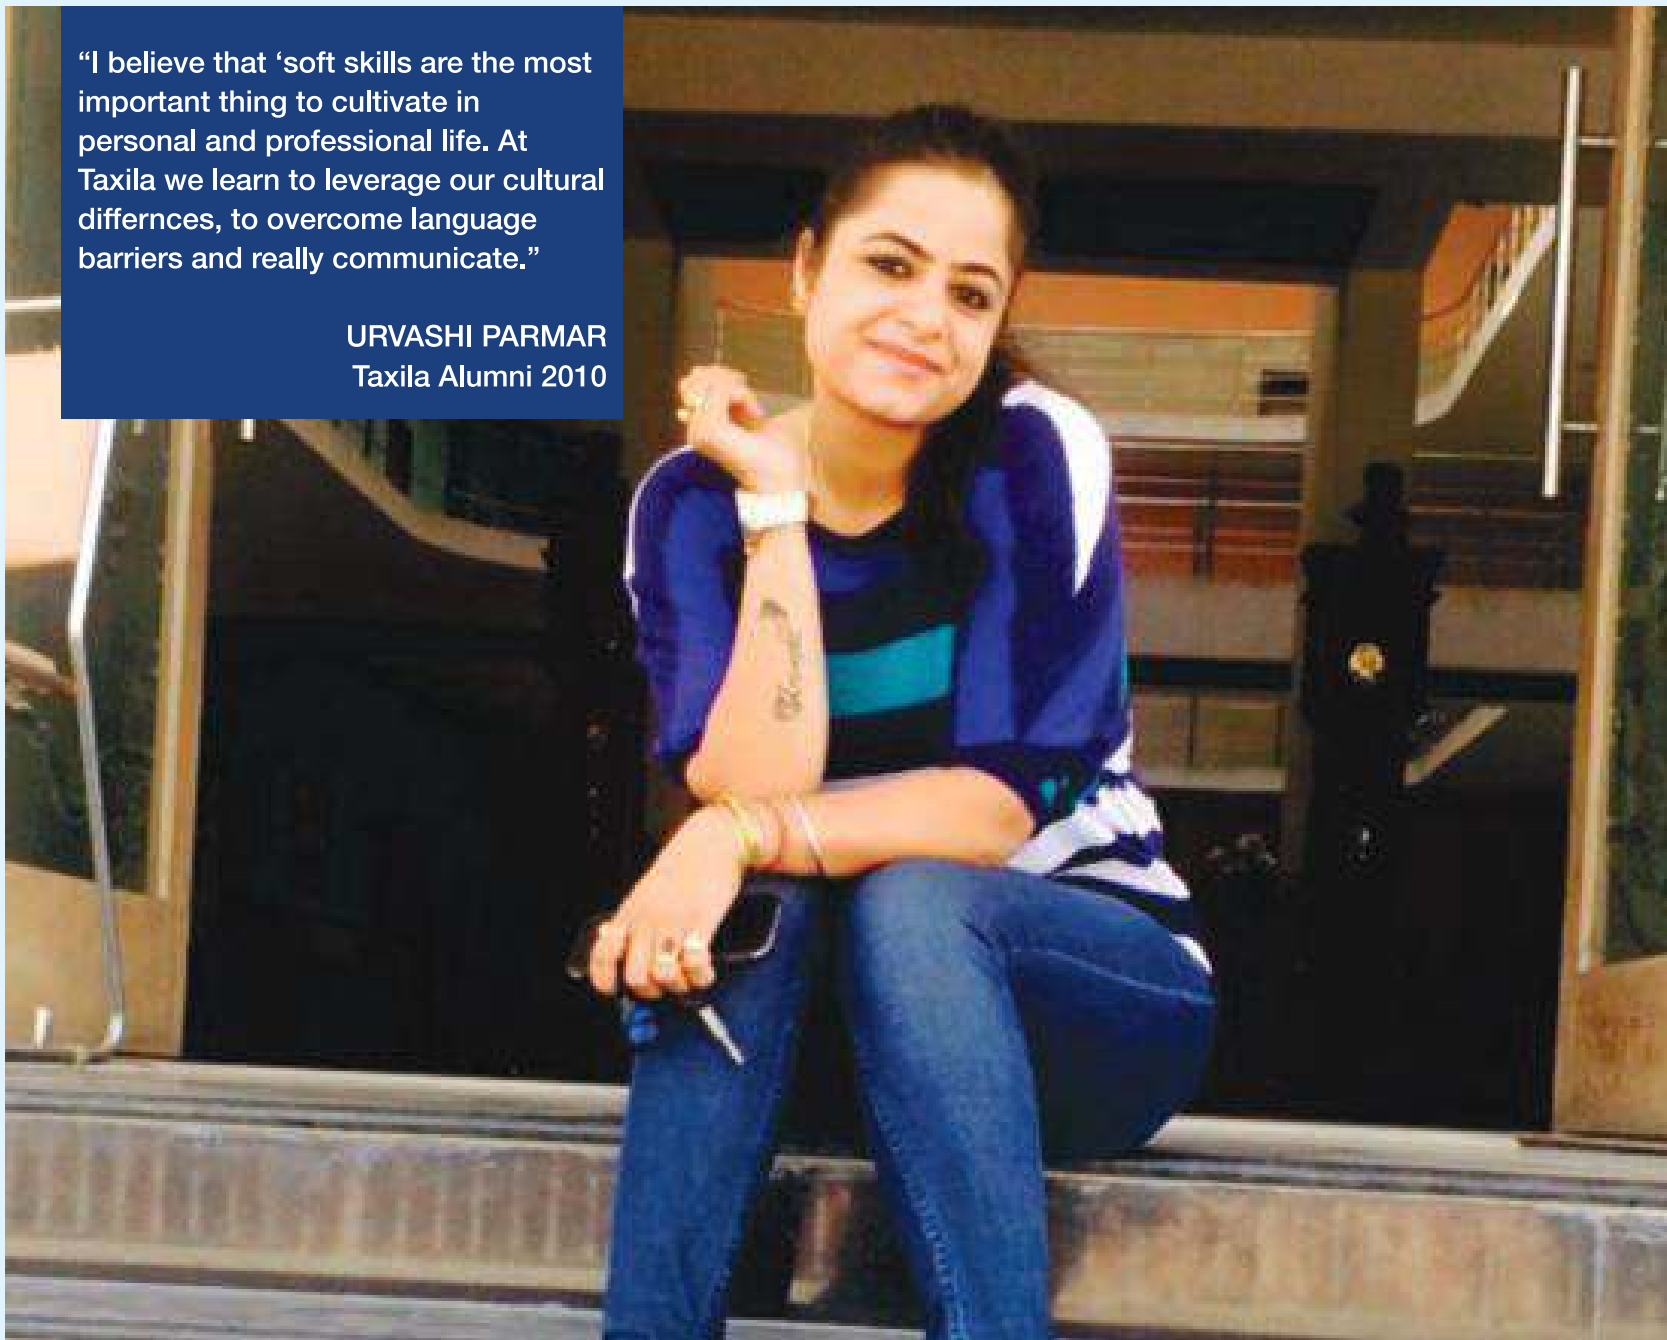 “I believe that ‘soft skills are the most
important thing to cultivate in
personal and professional life. At
Taxila we learn to leverage our cultural
differnces, to overcome language
barriers and really communicate.”
URVASHI PARMAR
Taxila Alumni 2010